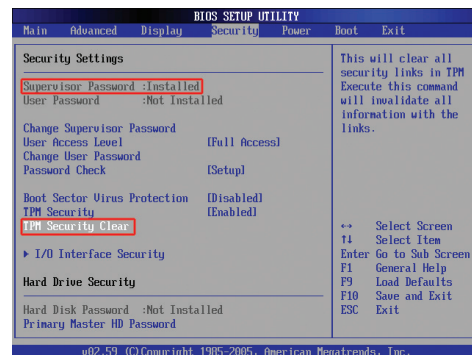 BIOS SETUP UTILITY
Main Advanced Display Security Power Boot Exit
Security Settings
Supervisor Password :Installed
User Password :Not Installed
Change Supervisor Password
User Access Level [Full Access]
Change User Password
Password Check [Setup]
Boot Sector Virus Protection [Disabled]
TPM Security [Enabled]
TPM Security Clear
I/O Interface Security
Hard Drive Security
Hard Disk Password :Not Installed
Primary Master HD Password
This will clear all
security links in TPM
Execute this command
will invalidate all
information with the
links.
↔ Select Screen
↑↓ Select Item
Enter Go to Sub Screen
F1 General Help
F9 Load Defaults
F10 Save and Exit
ESC Exit
v02.59 (C)Copyright 1985-2005, American Megatrends, Inc.